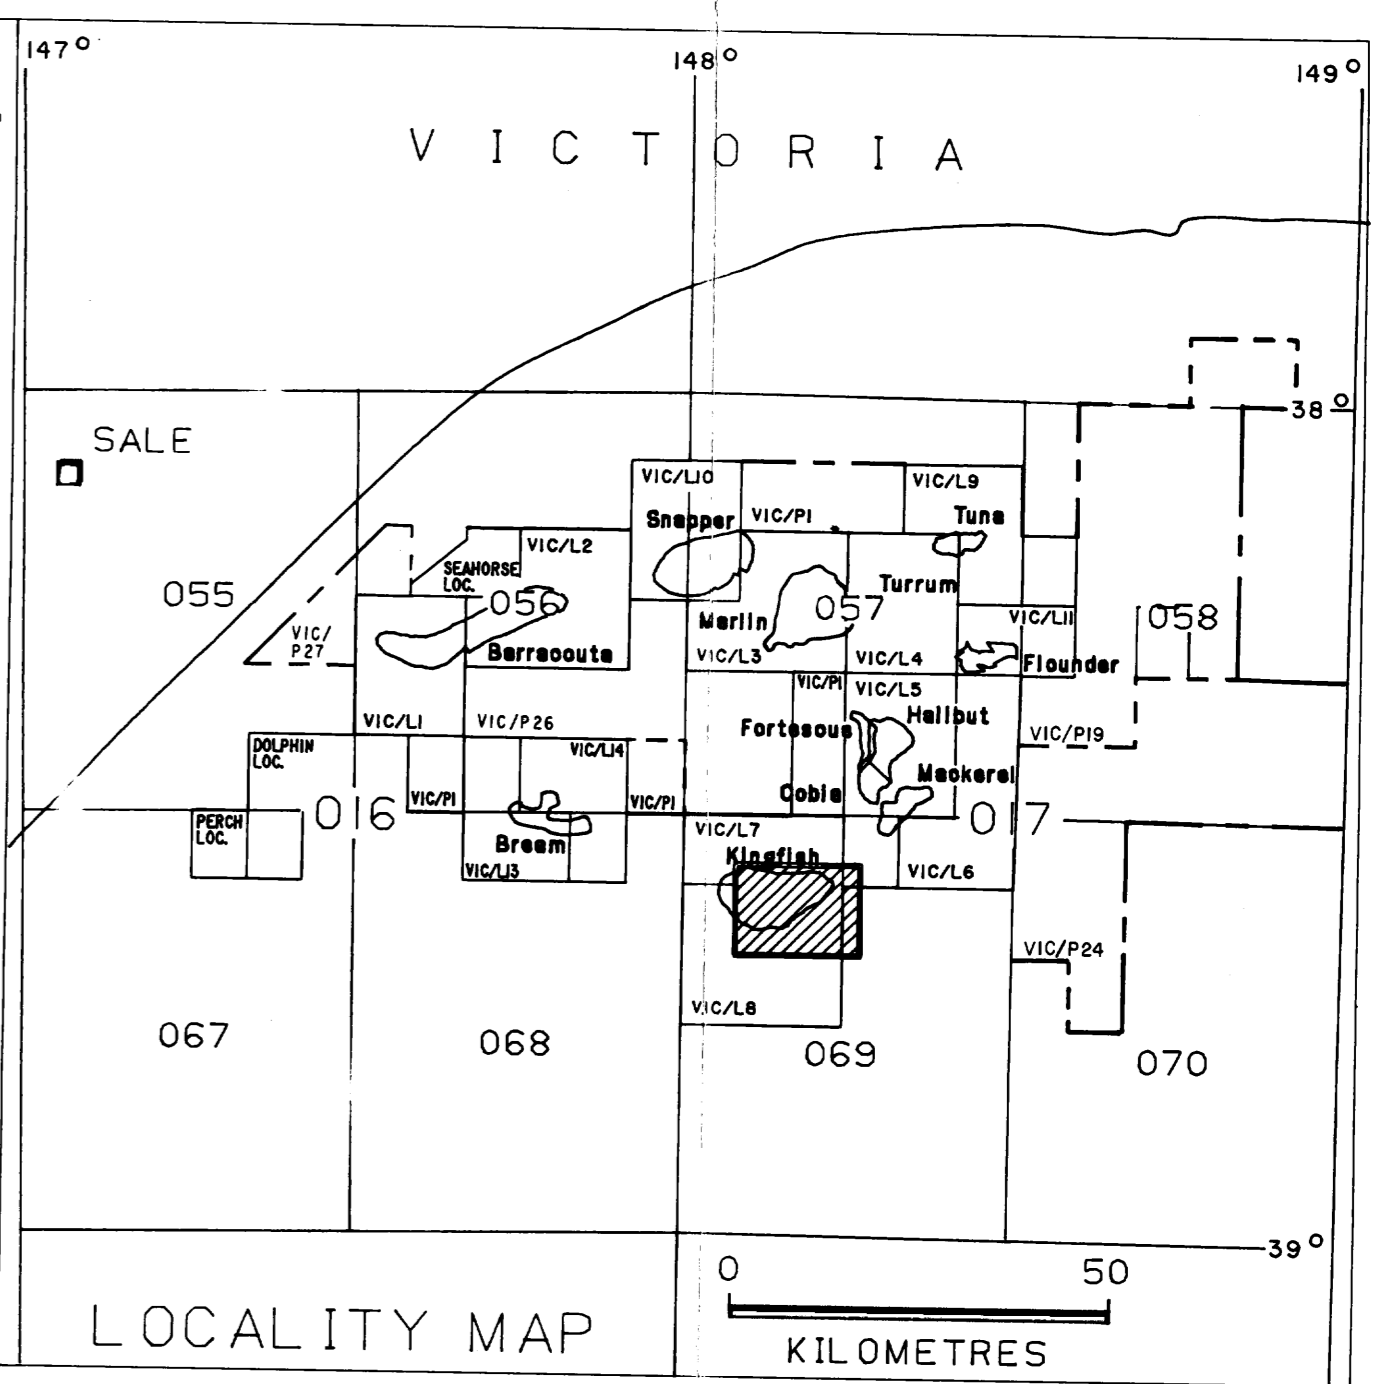 147°
148°
149°
VICTORIA
38°
SALE
VIC/L10
VIC/L9
Snapper
VIC/P1
Tuna
VIC/L2
SEAHORSE
LOC.
055
056
Turrum
057
Marlin
VIC/L11
058
VIC/
P27
Barracouta
VIC/L3
VIC/L4
Flounder
VIC/P1
VIC/L5
VIC/L1
VIC/P26
Fortescue
Halibut
VIC/P19
DOLPHIN
LOC.
VIC/L14
Mackerel
VIC/P1
VIC/P1
Cobia
016
017
PERCH
LOC.
VIC/L7
Bream
Kingfish
VIC/L13
VIC/L6
VIC/P24
VIC/L8
067
068
069
070
39°
0 50
KILOMETRES
LOCALITY MAP